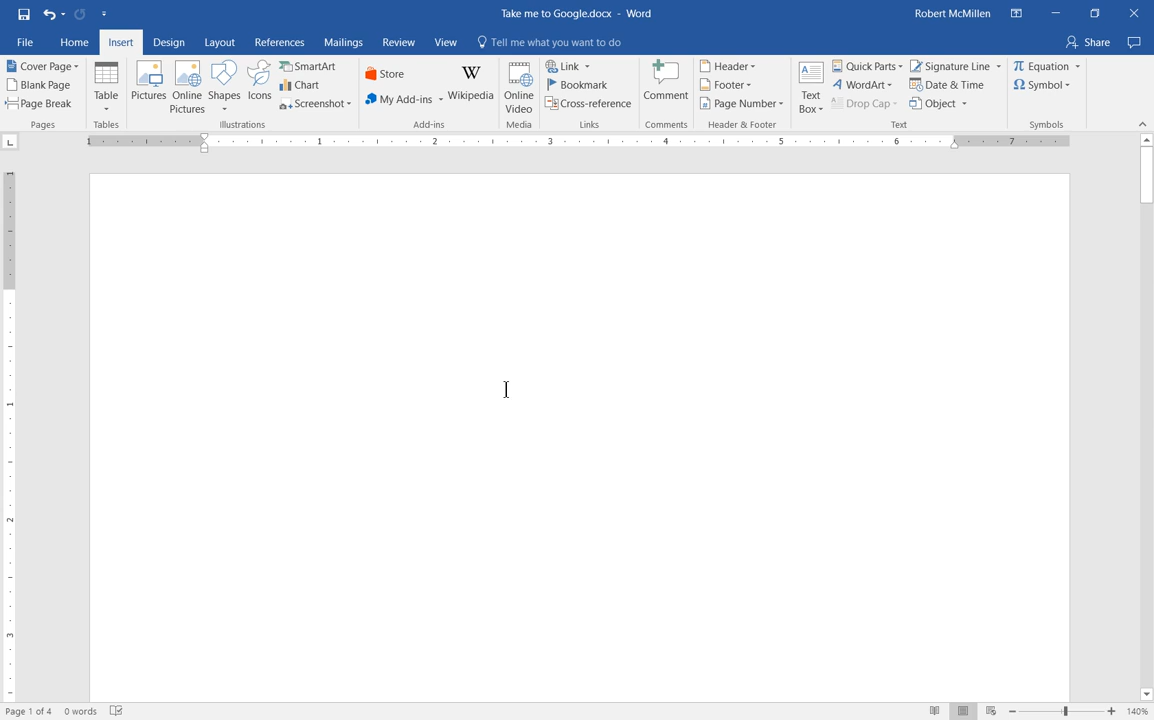 Take me to Google.docx - Word
Robert McMillen
File Home Insert Design Layout References Mailings Review View Tell me what you want to do Share
Cover Page
Blank Page
Page Break
Pages
Table
Tables
Pictures
Online Pictures
Shapes
Icons
SmartArt
Chart
Screenshot
Illustrations
Store
My Add-ins
W
Wikipedia
Add-ins
Online Video
Media
Link
Bookmark
Cross-reference
Links
Comment
Comments
Header
Footer
Page Number
Header & Footer
Text Box
Quick Parts
WordArt
Drop Cap
Signature Line
Date & Time
Object
Text
π Equation
Ω Symbol
Symbols
1 1 2 3 4 5 6 7
1
1
2
3
Page 1 of 4 0 words
140%